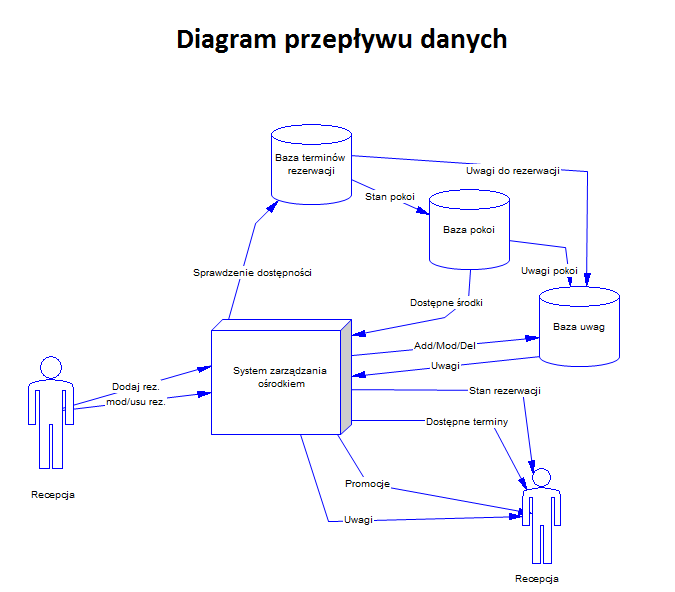 Diagram przepływu danych
Baza terminów
rezerwacji
Uwagi do rezerwacji
Stan pokoi
Baza pokoi
Sprawdzenie dostępności
Uwagi pokoi
Dostępne środki
Baza uwag
Add/Mod/Del
System zarządzania
ośrodkiem
Uwagi
Dodaj rez.
mod/usu rez.
Stan rezerwacji
Dostępne terminy
Promocje
Recepcja
Uwagi
Recepcja